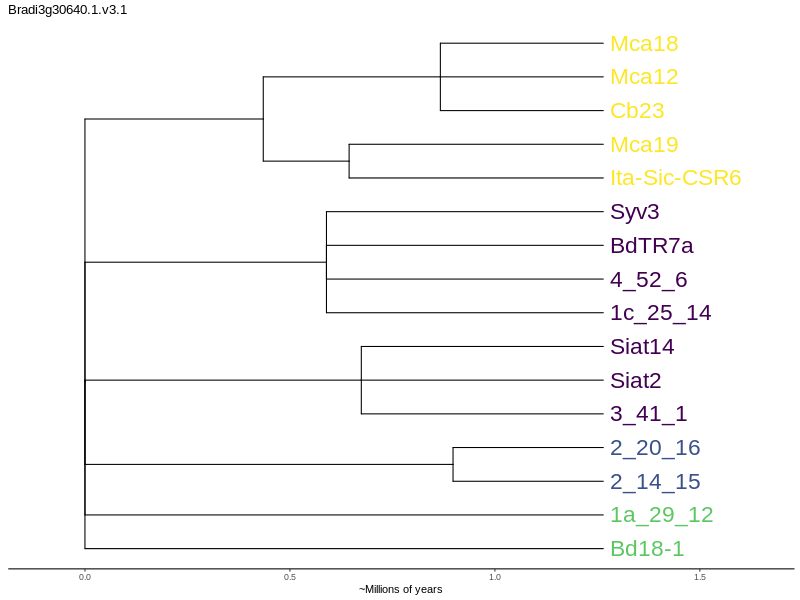 Bradi3g30640.1.v3.1
Mca18
Mca12
Cb23
Mca19
Ita-Sic-CSR6
Syv3
BdTR7a
4_52_6
1c_25_14
Siat14
Siat2
3_41_1
2_20_16
2_14_15
1a_29_12
Bd18-1
0.0 0.5 1.0 1.5
~Millions of years